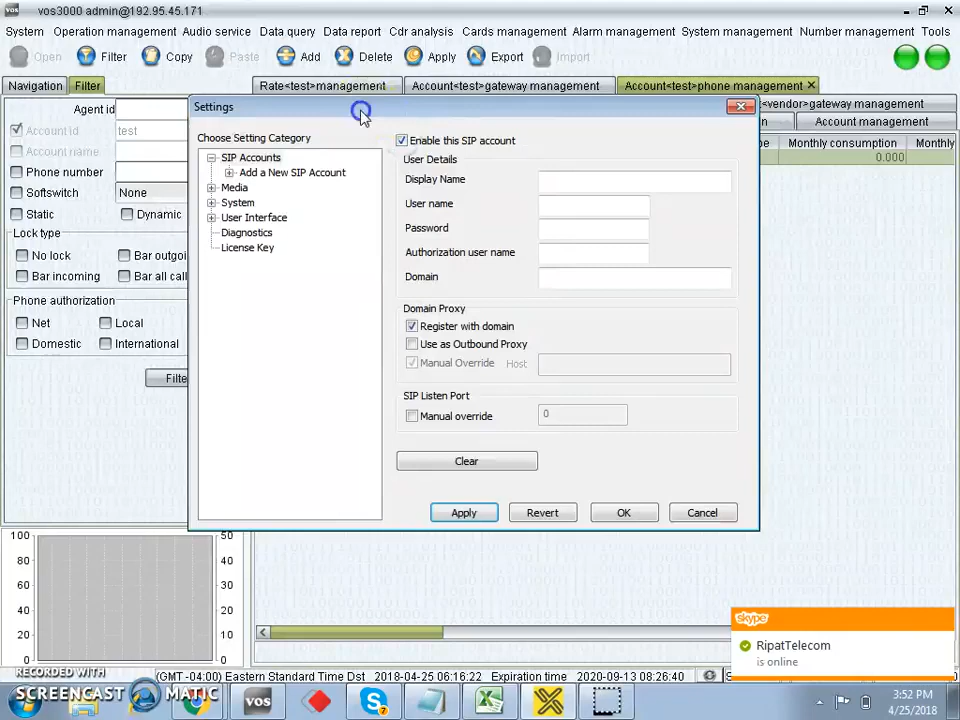 vos3000 admin@192.95.45.171
System Operation management Audio service Data query Data report Cdr analysis Cards management Alarm management System management Number management Tools
Open Filter Copy Paste Add Delete Apply Export Import
Navigation Filter Rate<test>management Account<test>gateway management Account<test>phone management
Agent id
<vendor>gateway management
Account management
Account id test
Account name
Phone number
Softswitch None
Static Dynamic
Lock type
No lock Bar outgoi
Bar incoming Bar all call
Phone authorization
Net Local
Domestic International
Filte
Monthly consumption Monthly
0.000
Settings
Choose Setting Category
SIP Accounts
Add a New SIP Account
Media
System
User Interface
Diagnostics
License Key
Enable this SIP account
User Details
Display Name
User name
Password
Authorization user name
Domain
Domain Proxy
Register with domain
Use as Outbound Proxy
Manual Override Host
SIP Listen Port
Manual override 0
Clear
Apply Revert OK Cancel
100 50
80 40
60 30
40 20
20 10
0 0
skype
RipatTelecom
is online
(GMT -04:00) Eastern Standard Time Dst 2018-04-25 06:16:22 Expiration time 2020-09-13 08:26:40
RECORDED WITH
SCREENCAST MATIC
VOS
7
3:52 PM
4/25/2018